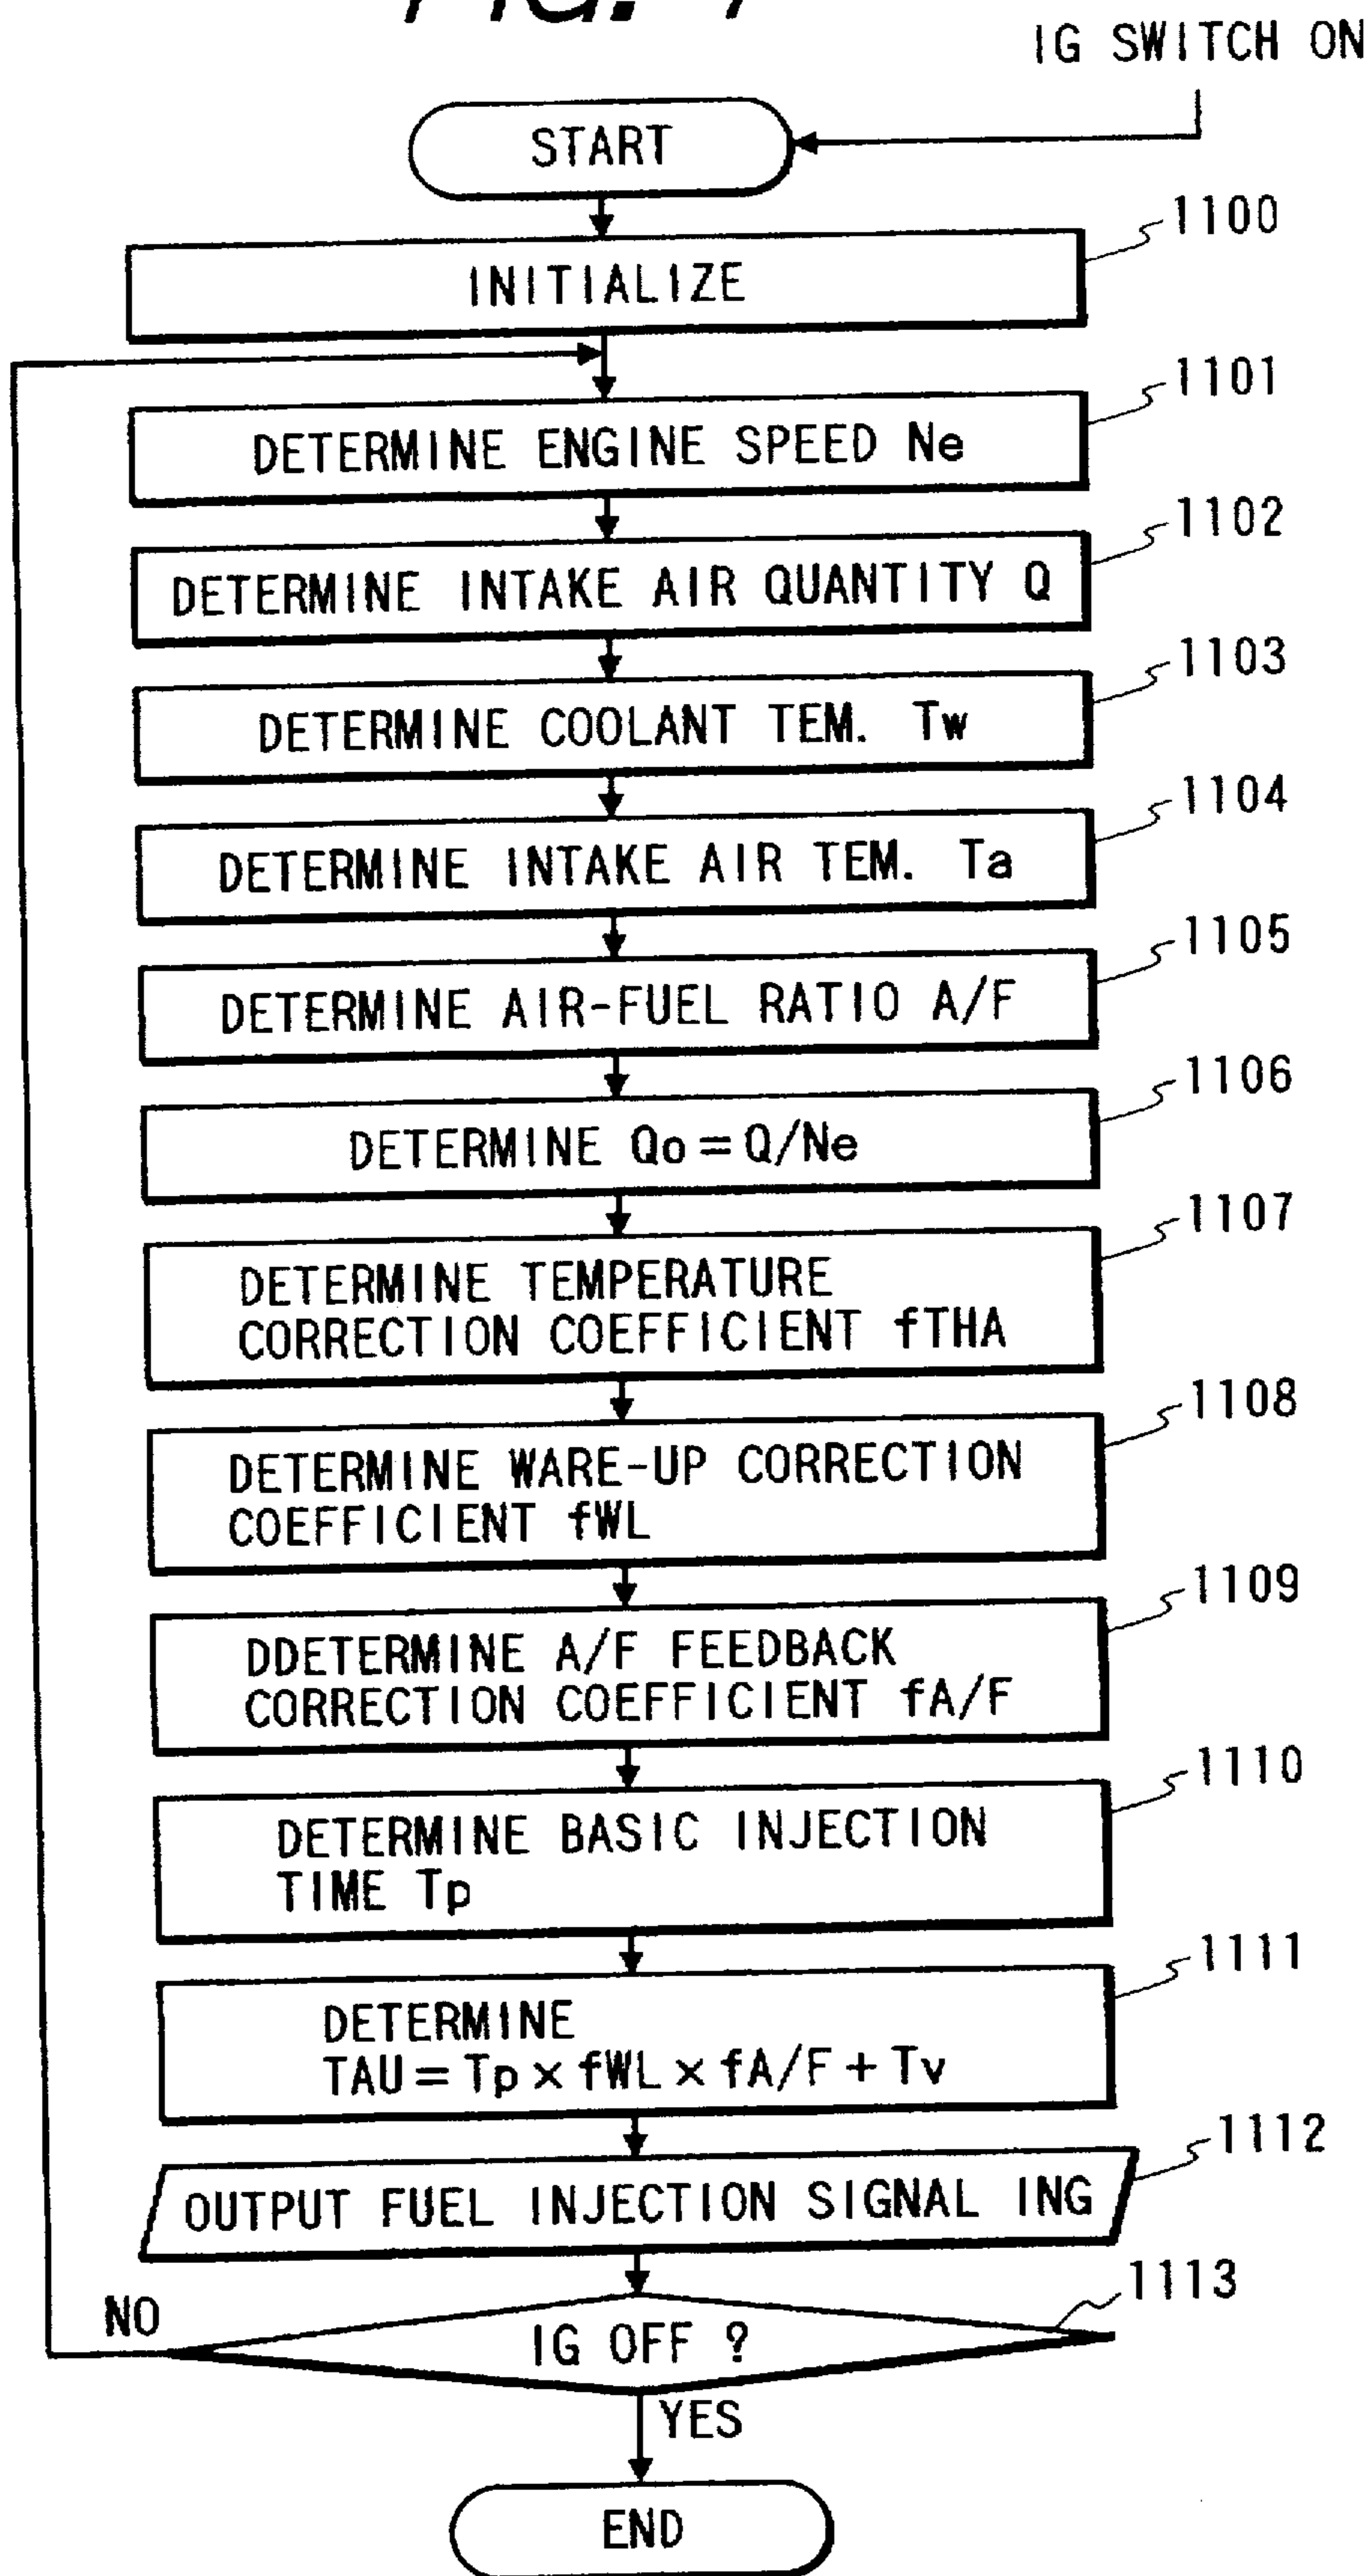 IG SWITCH ON
START
1100
INITIALIZE
1101
DETERMINE ENGINE SPEED Ne
1102
DETERMINE INTAKE AIR QUANTITY Q
1103
DETERMINE COOLANT TEM. Tw
1104
DETERMINE INTAKE AIR TEM. Ta
1105
DETERMINE AIR-FUEL RATIO A/F
1106
DETERMINE Qo=Q/Ne
1107
DETERMINE TEMPERATURE
CORRECTION COEFFICIENT fTHA
1108
DETERMINE WARE-UP CORRECTION
COEFFICIENT fWL
1109
DDETERMINE A/F FEEDBACK
CORRECTION COEFFICIENT fA/F
1110
DETERMINE BASIC INJECTION
TIME Tp
1111
DETERMINE
TAU=Tp×fWL×fA/F+Tv
1112
OUTPUT FUEL INJECTION SIGNAL ING
1113
NO
IG OFF ?
YES
END